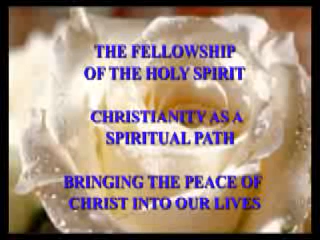 THE FELLOWSHIP
OF THE HOLY SPIRIT
CHRISTIANITY AS A
SPIRITUAL PATH
BRINGING THE PEACE OF
CHRIST INTO OUR LIVES